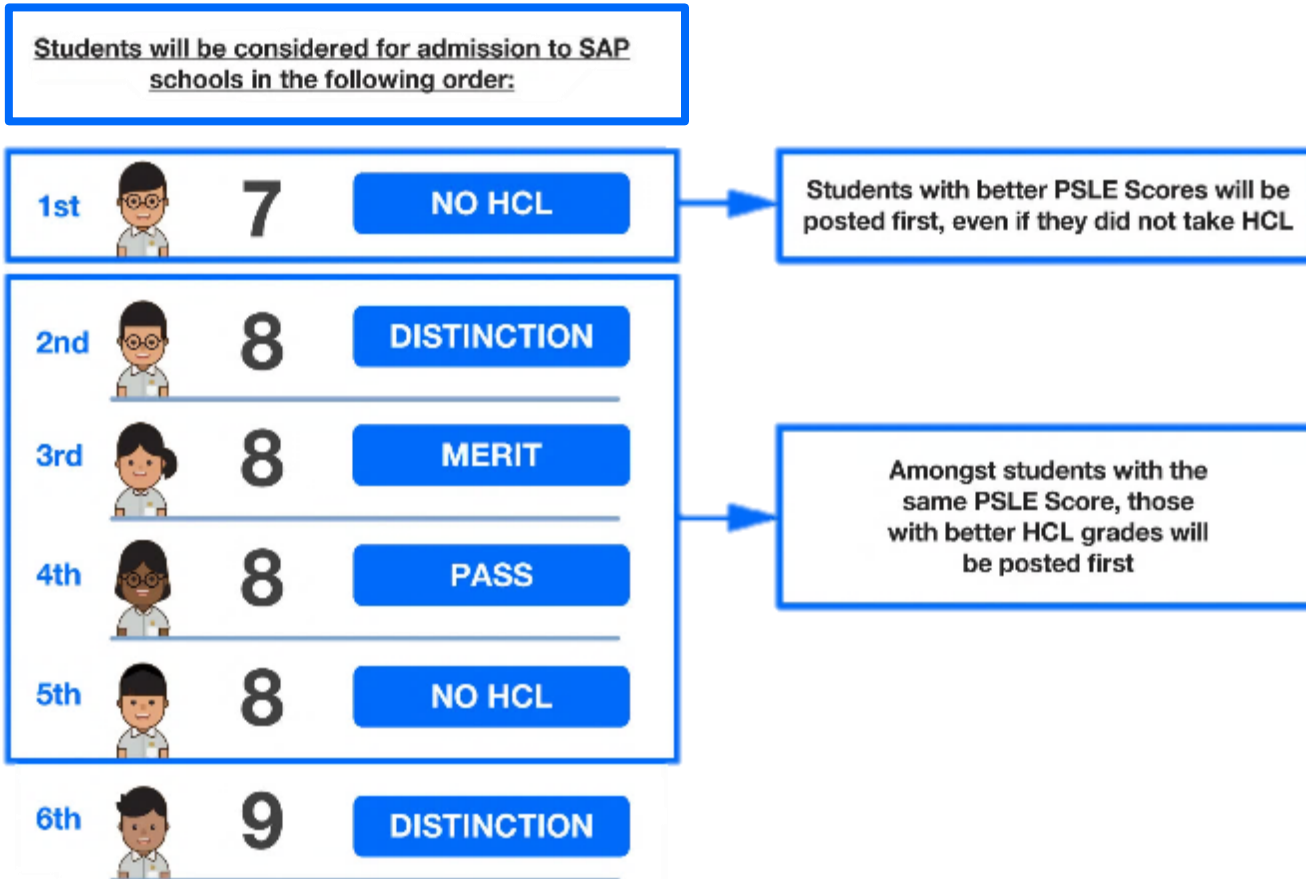 Students will be considered for admission to SAP
schools in the following order:
1st 7 NO HCL
Students with better PSLE Scores will be
posted first, even if they did not take HCL
2nd 8 DISTINCTION
3rd 8 MERIT
4th 8 PASS
5th 8 NO HCL
Amongst students with the
same PSLE Score, those
with better HCL grades will
be posted first
6th 9 DISTINCTION